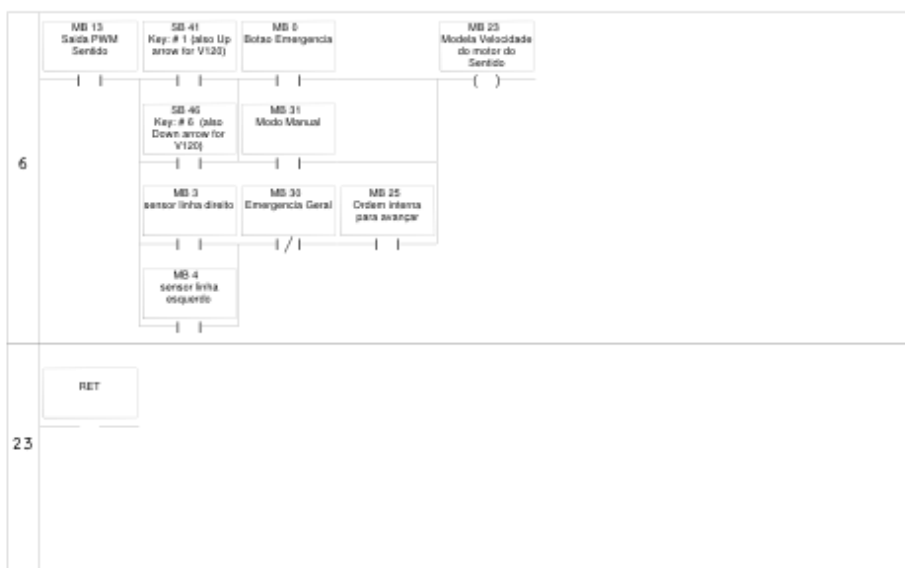 MB 13
Saida PWM
Sentido
SB 41
Key: # 1 (also Up
arrow for V120)
MB 0
Botao Emergencia
MB 23
Modela Velocidade
do motor do
Sentido
6
SB 46
Key: # 6 (also
Down arrow for
V120)
MB 31
Modo Manual
MB 3
sensor linha direito
MB 30
Emergencia Geral
MB 25
Ordem interna
para avançar
MB 4
sensor linha
esquerdo
23
RET